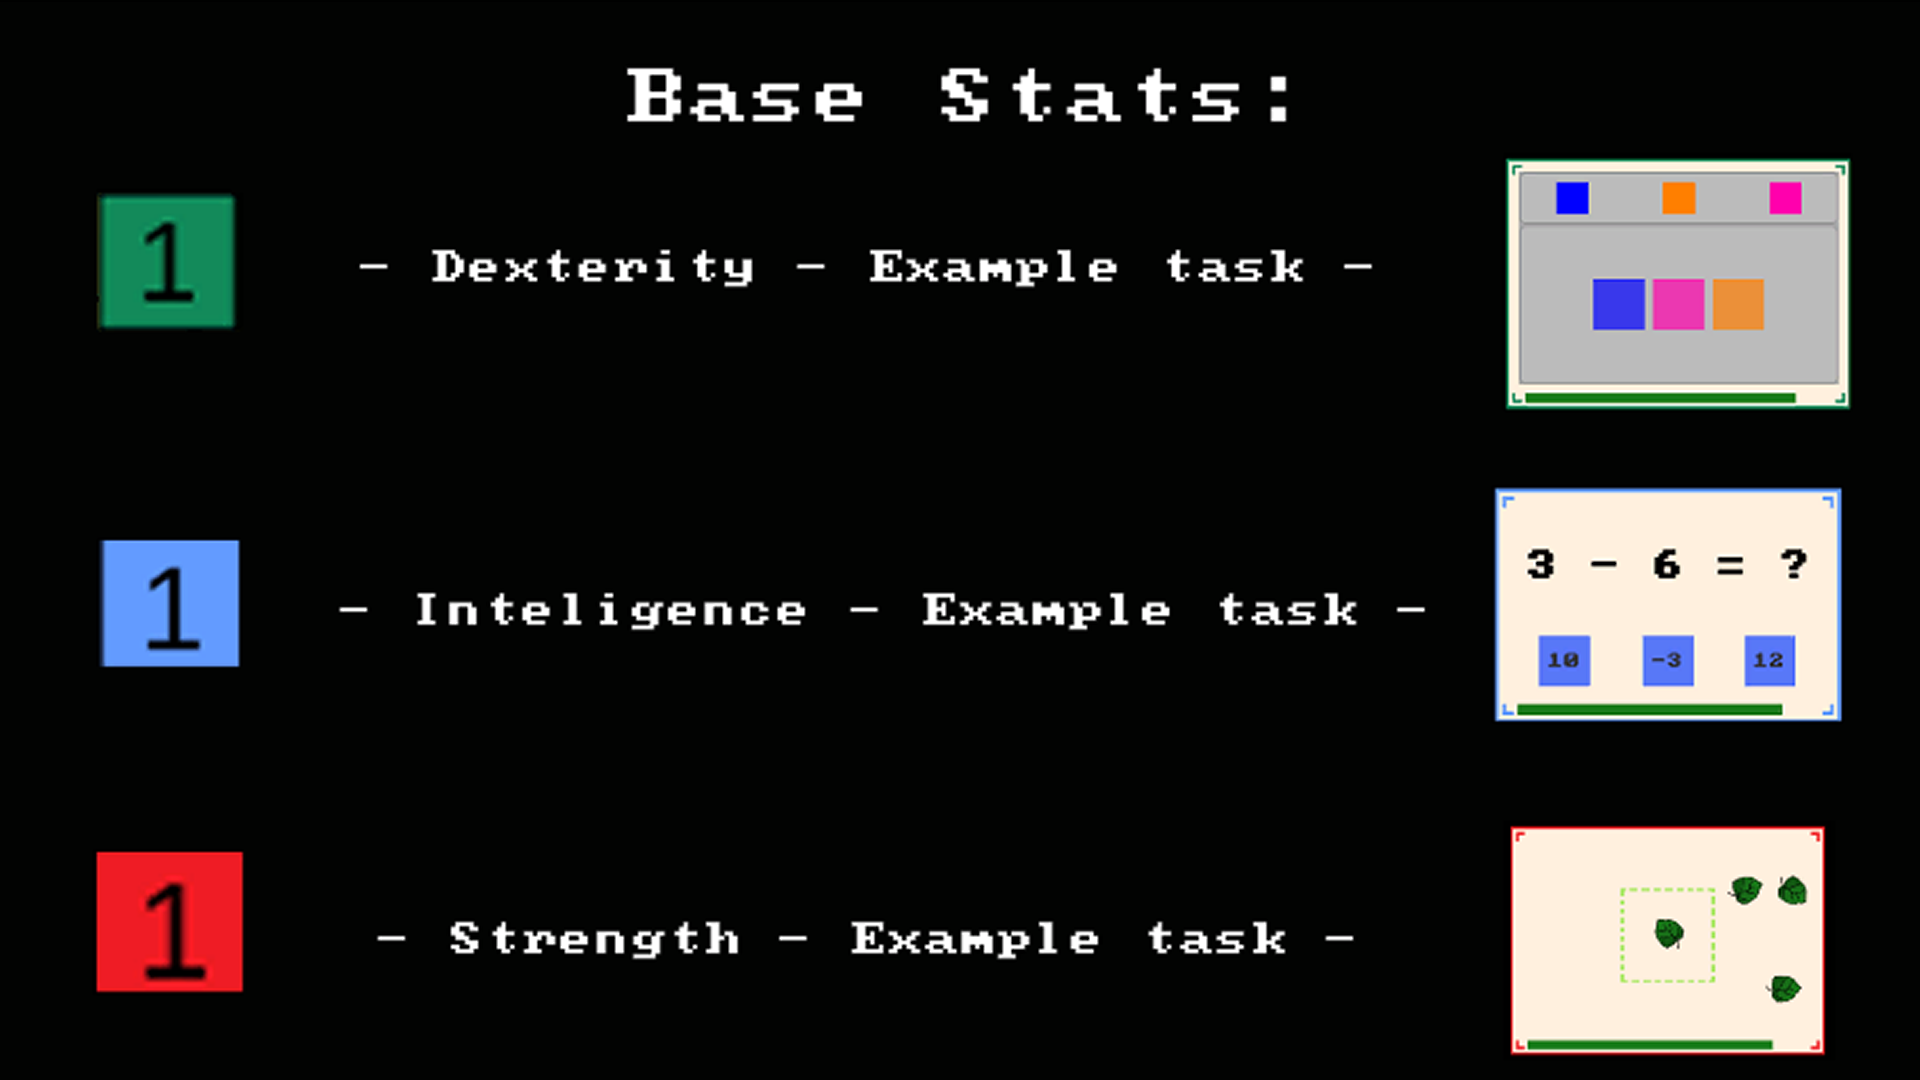 Base Stats:
1 - Dexterity - Example task -
1 - Inteligence - Example task -
3 - 6 = ?
10 -3 12
1 - Strength - Example task -